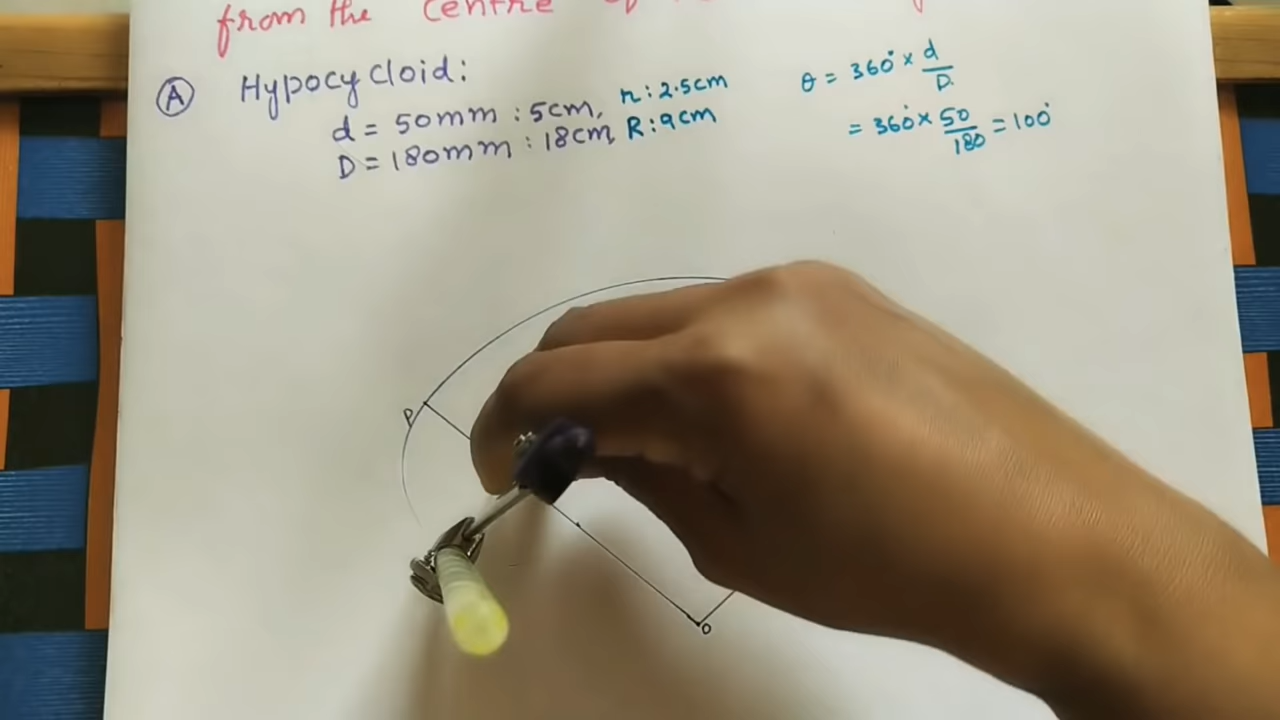 from the centre
A Hypocycloid:
d = 50mm : 5cm, r : 2.5cm
D = 180mm : 18cm R : 9cm
θ = 360° × d/D.
= 360° × 50/180 = 100°
P
O